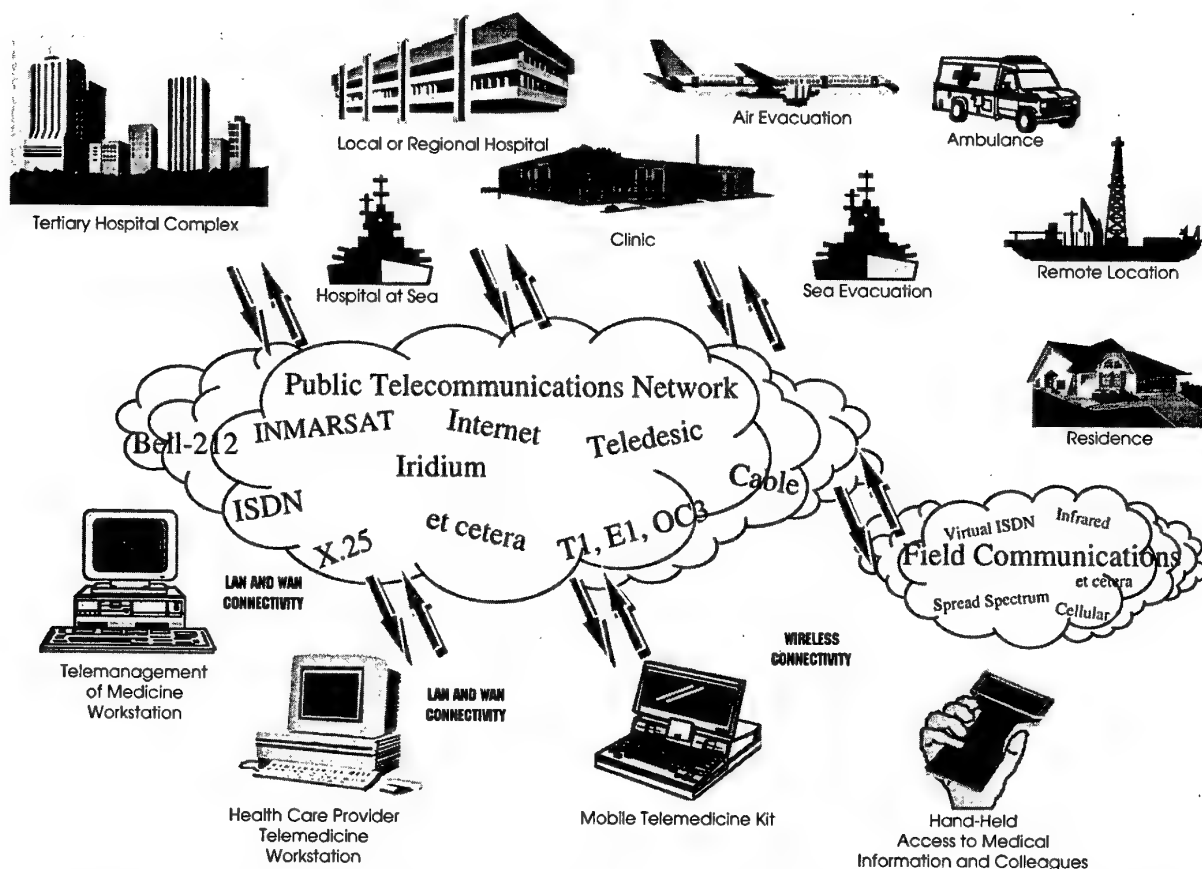 Local or Regional Hospital
Air Evacuation
Ambulance
Tertiary Hospital Complex
Clinic
Hospital at Sea
Sea Evacuation
Remote Location
Residence
Public Telecommunications Network
Bell-212
INMARSAT
Internet
Teledesic
Iridium
Cable
ISDN
et cetera
T1, E1, OC3
X.25
Virtual ISDN
Infrared
Field Communications
et cetera
Spread Spectrum
Cellular
LAN AND WAN
CONNECTIVITY
WIRELESS
CONNECTIVITY
Telemanagement
of Medicine
Workstation
LAN AND WAN
CONNECTIVITY
Health Care Provider
Telemedicine
Workstation
Mobile Telemedicine Kit
Hand-Held
Access to Medical
Information and Colleagues